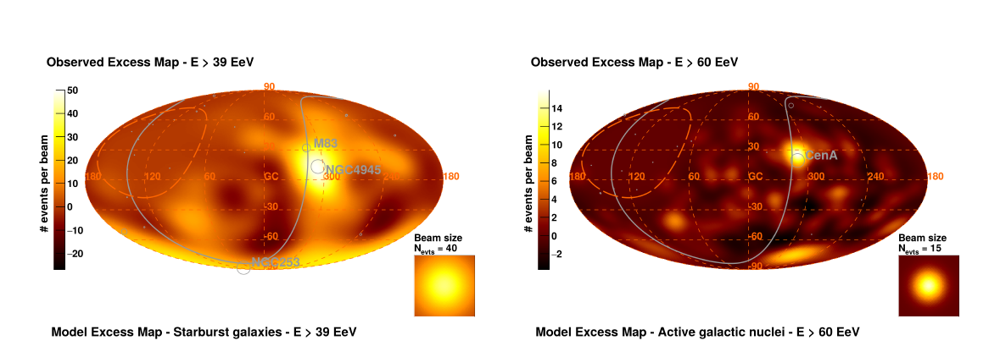 Observed Excess Map - E > 39 EeV
50
40
30
20
10
0
−10
−20
# events per beam
90
60
30
M83
NGC4945
180
120
GC
300
240
180
-30
-60
NGC253
Beam size
Nevts = 40
Observed Excess Map - E > 60 EeV
14
12
10
8
6
4
2
0
−2
# events per beam
90
60
30
CenA
180
120
60
GC
300
240
180
-30
-60
-90
Beam size
Nevts = 15
Model Excess Map - Starburst galaxies - E > 39 EeV
Model Excess Map - Active galactic nuclei - E > 60 EeV